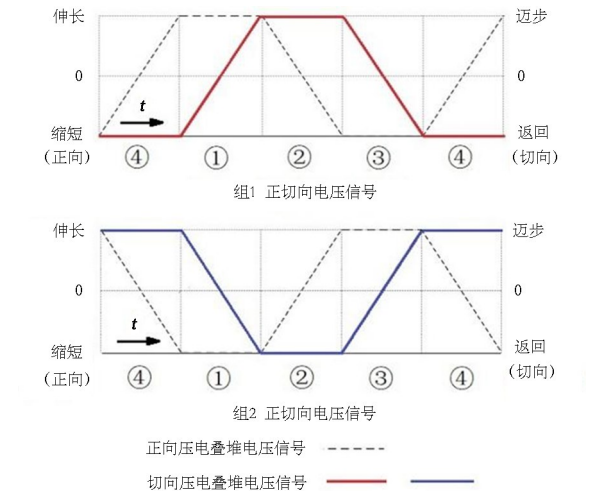 伸长 迈步
0 0
t
缩短 返回
(正向) ④ ① ② ③ ④ (切向)
组1 正切向电压信号
伸长 迈步
0 0
t
缩短 返回
(正向) ④ ① ② ③ ④ (切向)
组2 正切向电压信号
正向压电叠堆电压信号
切向压电叠堆电压信号